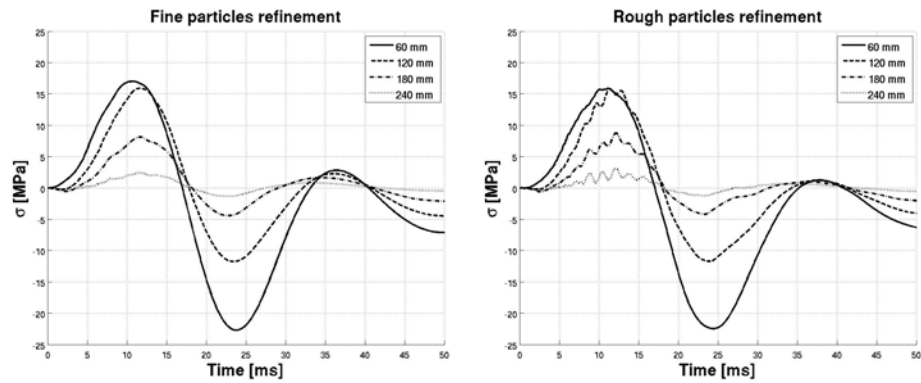 Fine particles refinement
25
20
15
10
5
0
-5
-10
-15
-20
-25
σ [MPa]
60 mm
120 mm
180 mm
240 mm
0 5 10 15 20 25 30 35 40 45 50
Time [ms]
Rough particles refinement
25
20
15
10
5
0
-5
-10
-15
-20
-25
σ [MPa]
60 mm
120 mm
180 mm
240 mm
0 5 10 15 20 25 30 35 40 45 50
Time [ms]